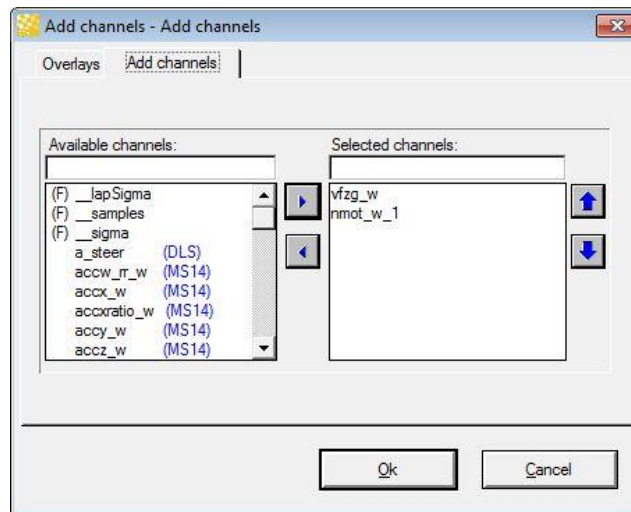 Add channels - Add channels
Overlays Add channels
Available channels: Selected channels:
(F) __lapSigma
(F) __samples
(F) __sigma
a_steer (DLS)
accw_rr_w (MS14)
accx_w (MS14)
accxratio_w (MS14)
accy_w (MS14)
accz_w (MS14)
vfzg_w
nmot_w_1
Ok Cancel